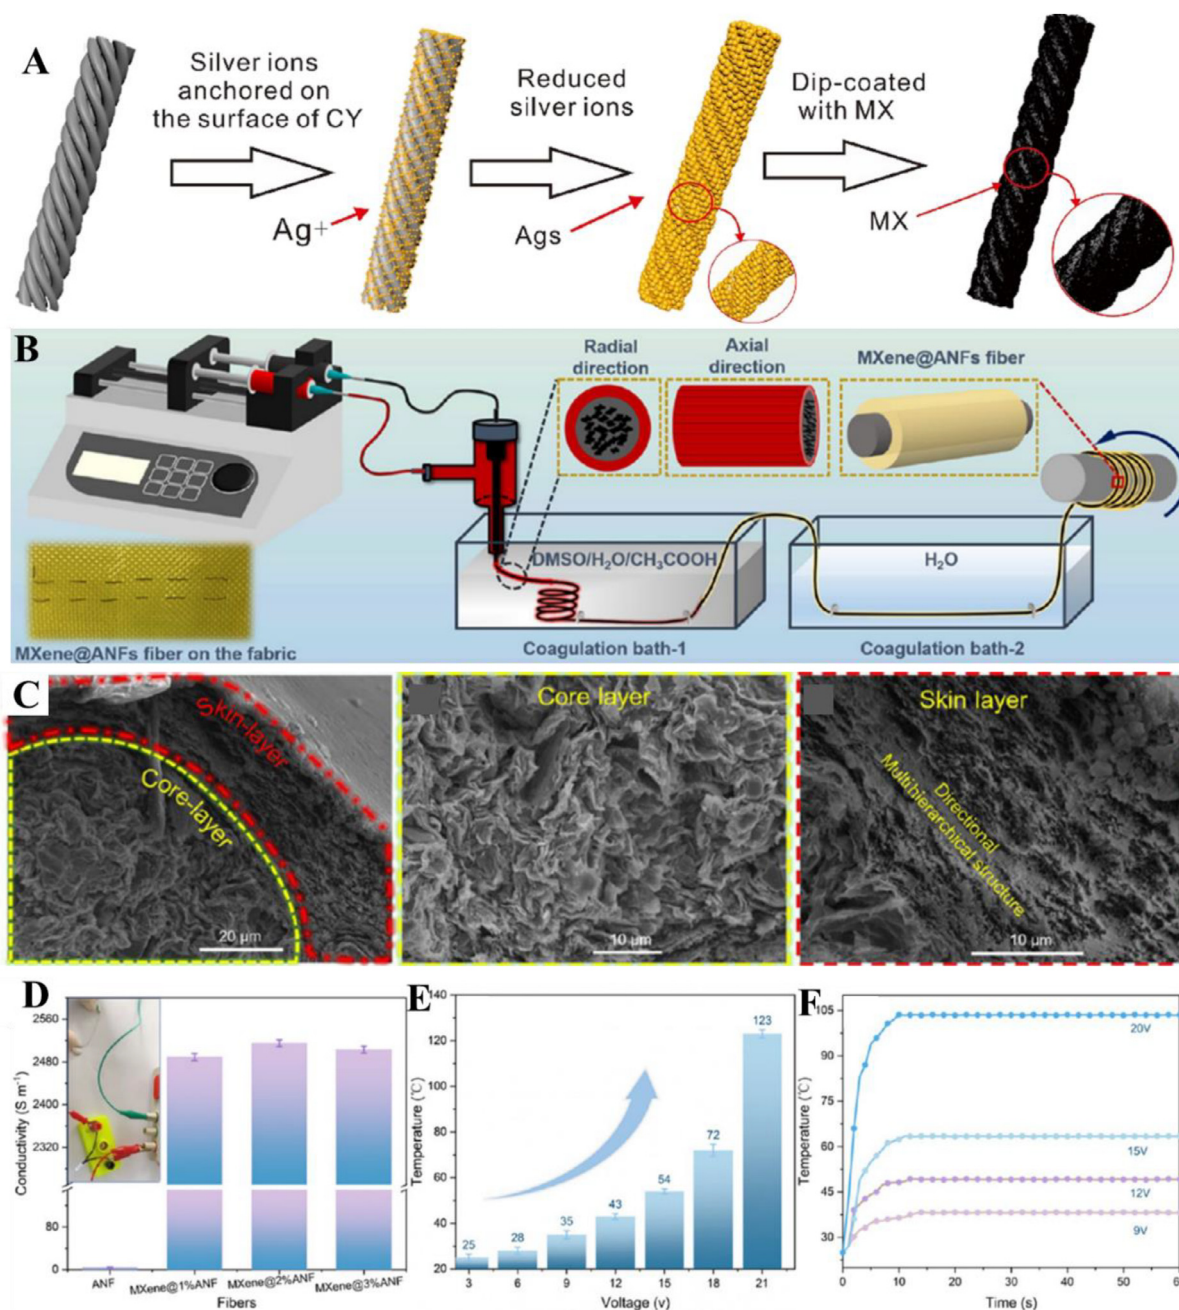 A
Silver ions
anchored on
the surface of CY
Ag+
Reduced
silver ions
Ags
Dip-coated
with MX
MX
B
Radial
direction
Axial
direction
MXene@ANFs fiber
DMSO/H₂O/CH₃COOH
H₂O
MXene@ANFs fiber on the fabric
Coagulation bath-1
Coagulation bath-2
C
Skin-layer
Core-layer
20 μm
Core layer
10 μm
Skin layer
Directional
Multihierarchical structure
10 μm
D
Conductivity (S m⁻¹)
2560
2480
2400
2320
80
0
ANF
MXene@1%ANF
MXene@2%ANF
MXene@3%ANF
Fibers
E
Temperature (℃)
140
120
100
80
60
40
20
25
28
35
43
54
72
123
3
6
9
12
15
18
21
Voltage (v)
F
Temperature (℃)
105
90
75
60
45
30
20V
15V
12V
9V
0
10
20
30
40
50
60
Time (s)